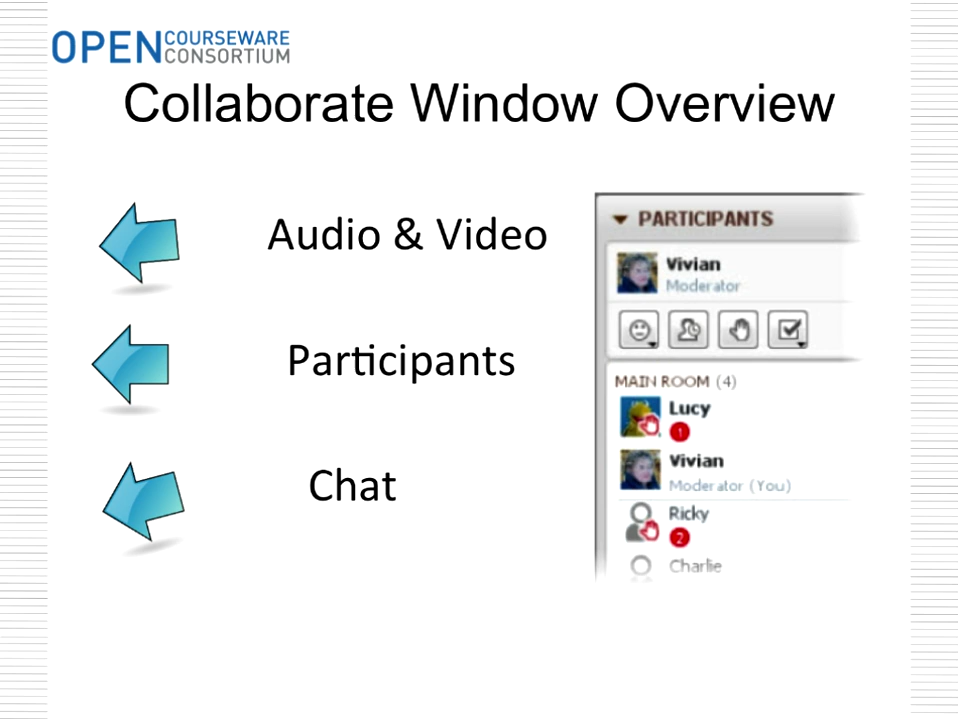 OPEN COURSEWARE
CONSORTIUM
Collaborate Window Overview
Audio & Video
Participants
Chat
PARTICIPANTS
Vivian
Moderator
MAIN ROOM (4)
Lucy
1
Vivian
Moderator (You)
Ricky
2
Charlie